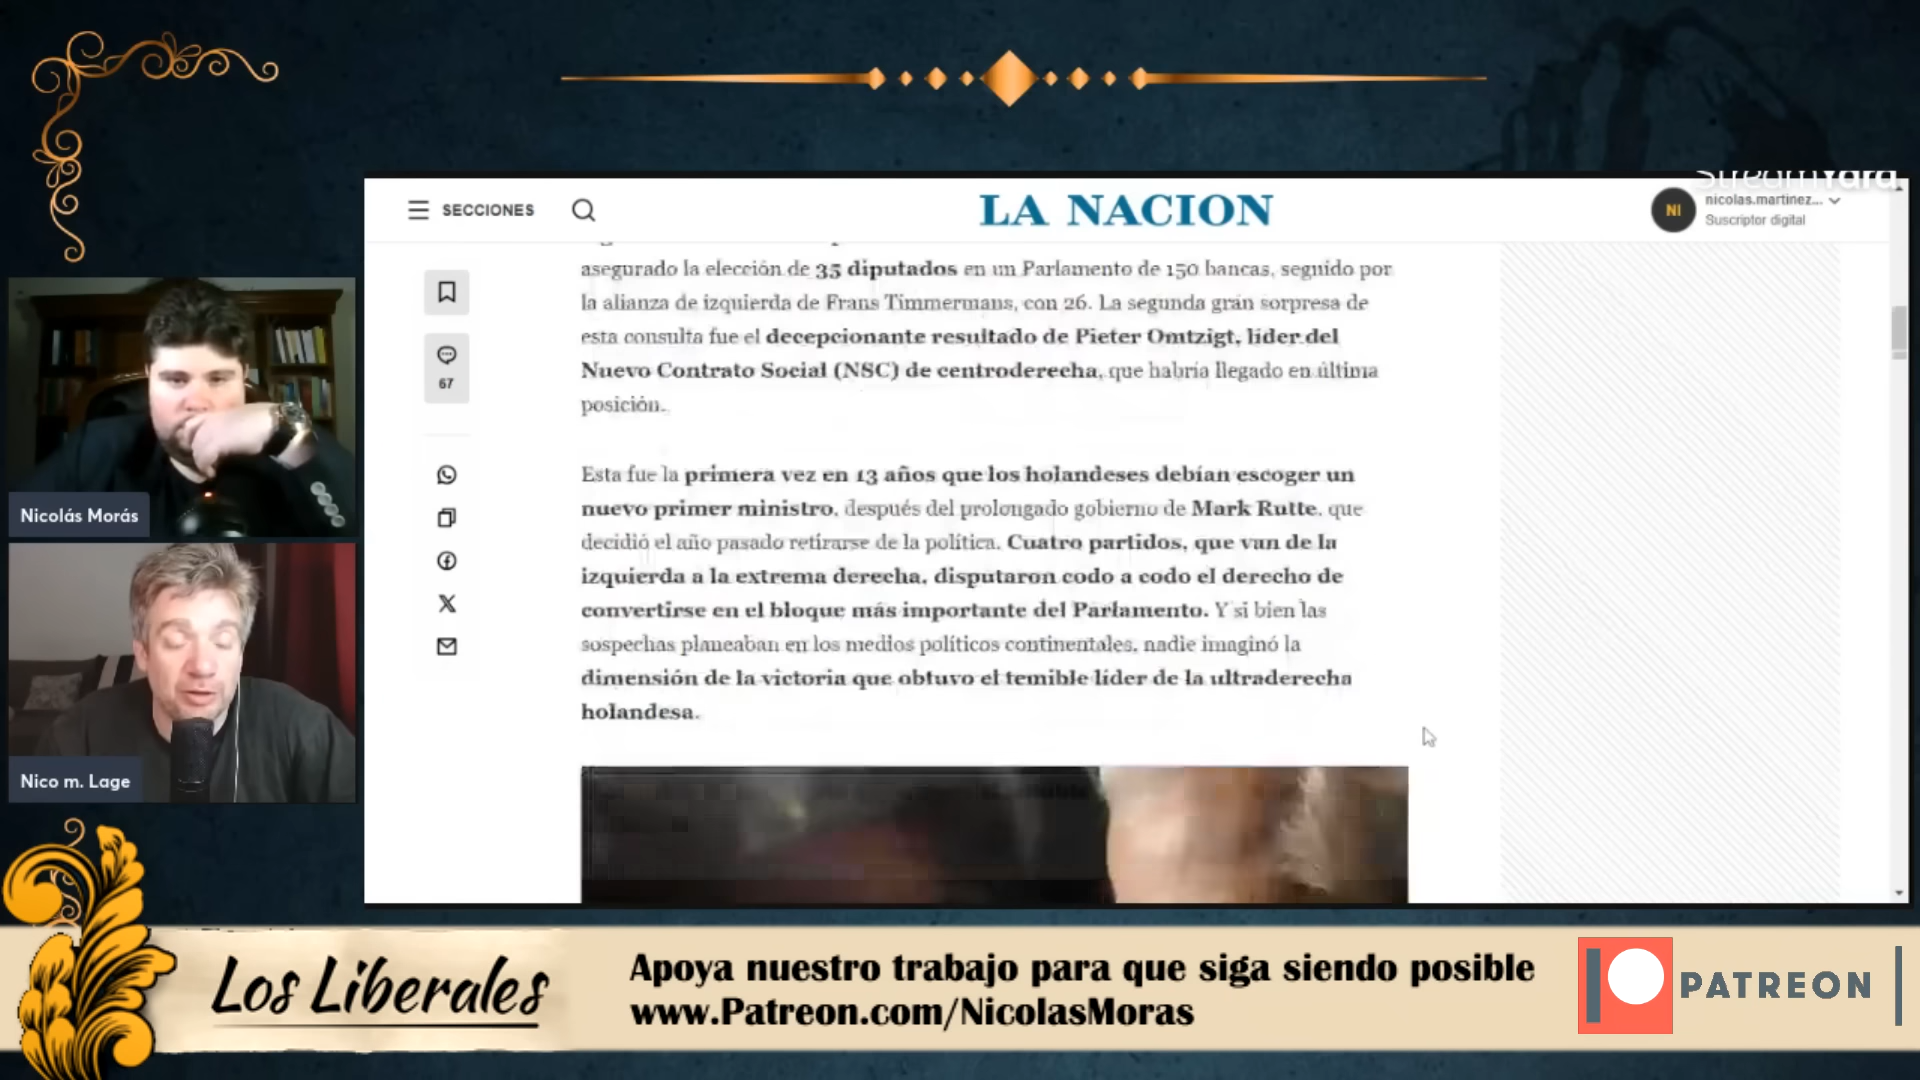 StreamYard
SECCIONES
LA NACION
NI
nicolas.martinez...
Suscriptor digital
asegurado la elección de 35 diputados en un Parlamento de 150 bancas, seguido por
la alianza de izquierda de Frans Timmermans, con 26. La segunda gran sorpresa de
esta consulta fue el decepcionante resultado de Pieter Omtzigt, líder del
Nuevo Contrato Social (NSC) de centroderecha, que habría llegado en última
posición.
67
Esta fue la primera vez en 13 años que los holandeses debían escoger un
nuevo primer ministro, después del prolongado gobierno de Mark Rutte, que
decidió el año pasado retirarse de la política. Cuatro partidos, que van de la
izquierda a la extrema derecha, disputaron codo a codo el derecho de
convertirse en el bloque más importante del Parlamento. Y si bien las
sospechas planeaban en los medios políticos continentales, nadie imaginó la
dimensión de la victoria que obtuvo el temible líder de la ultraderecha
holandesa.
Nicolás Morás
Nico m. Lage
Los Liberales
Apoya nuestro trabajo para que siga siendo posible
www.Patreon.com/NicolasMoras
PATREON